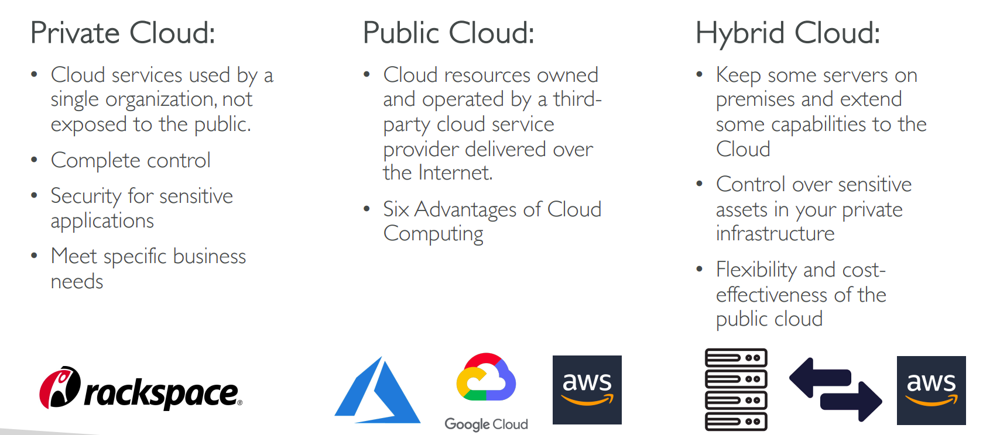 Private Cloud:
• Cloud services used by a
single organization, not
exposed to the public.
• Complete control
• Security for sensitive
applications
• Meet specific business
needs
rackspace®
Public Cloud:
• Cloud resources owned
and operated by a third-
party cloud service
provider delivered over
the Internet.
• Six Advantages of Cloud
Computing
Google Cloud
aws
Hybrid Cloud:
• Keep some servers on
premises and extend
some capabilities to the
Cloud
• Control over sensitive
assets in your private
infrastructure
• Flexibility and cost-
effectiveness of the
public cloud
aws